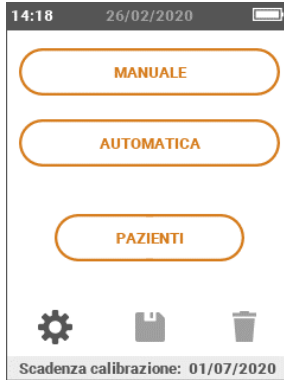 14:18 26/02/2020
MANUALE
AUTOMATICA
PAZIENTI
Scadenza calibrazione: 01/07/2020